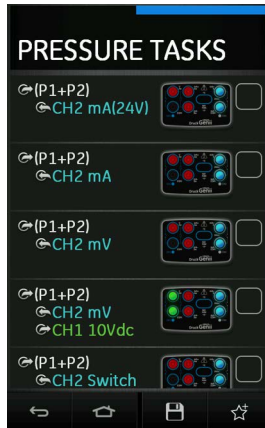 PRESSURE TASKS
(P1+P2)
CH2 mA(24V)
(P1+P2)
CH2 mA
(P1+P2)
CH2 mV
(P1+P2)
CH2 mV
CH1 10Vdc
(P1+P2)
CH2 Switch